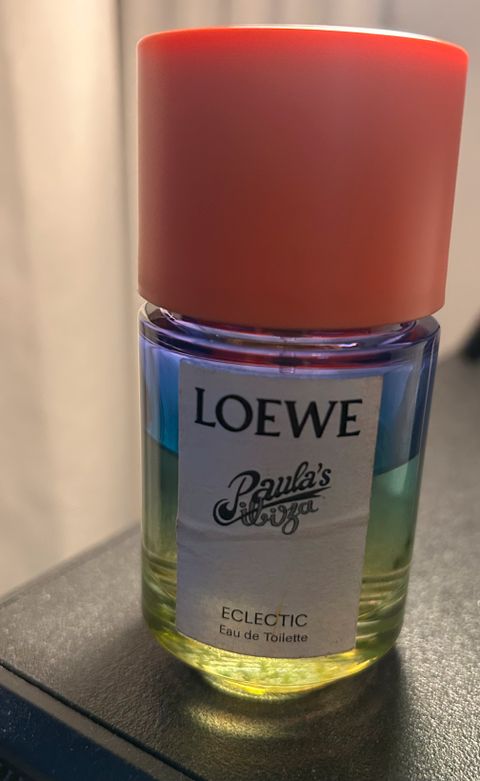 LOEWE
Paula's
ibiza
ECLECTIC
Eau de Toilette